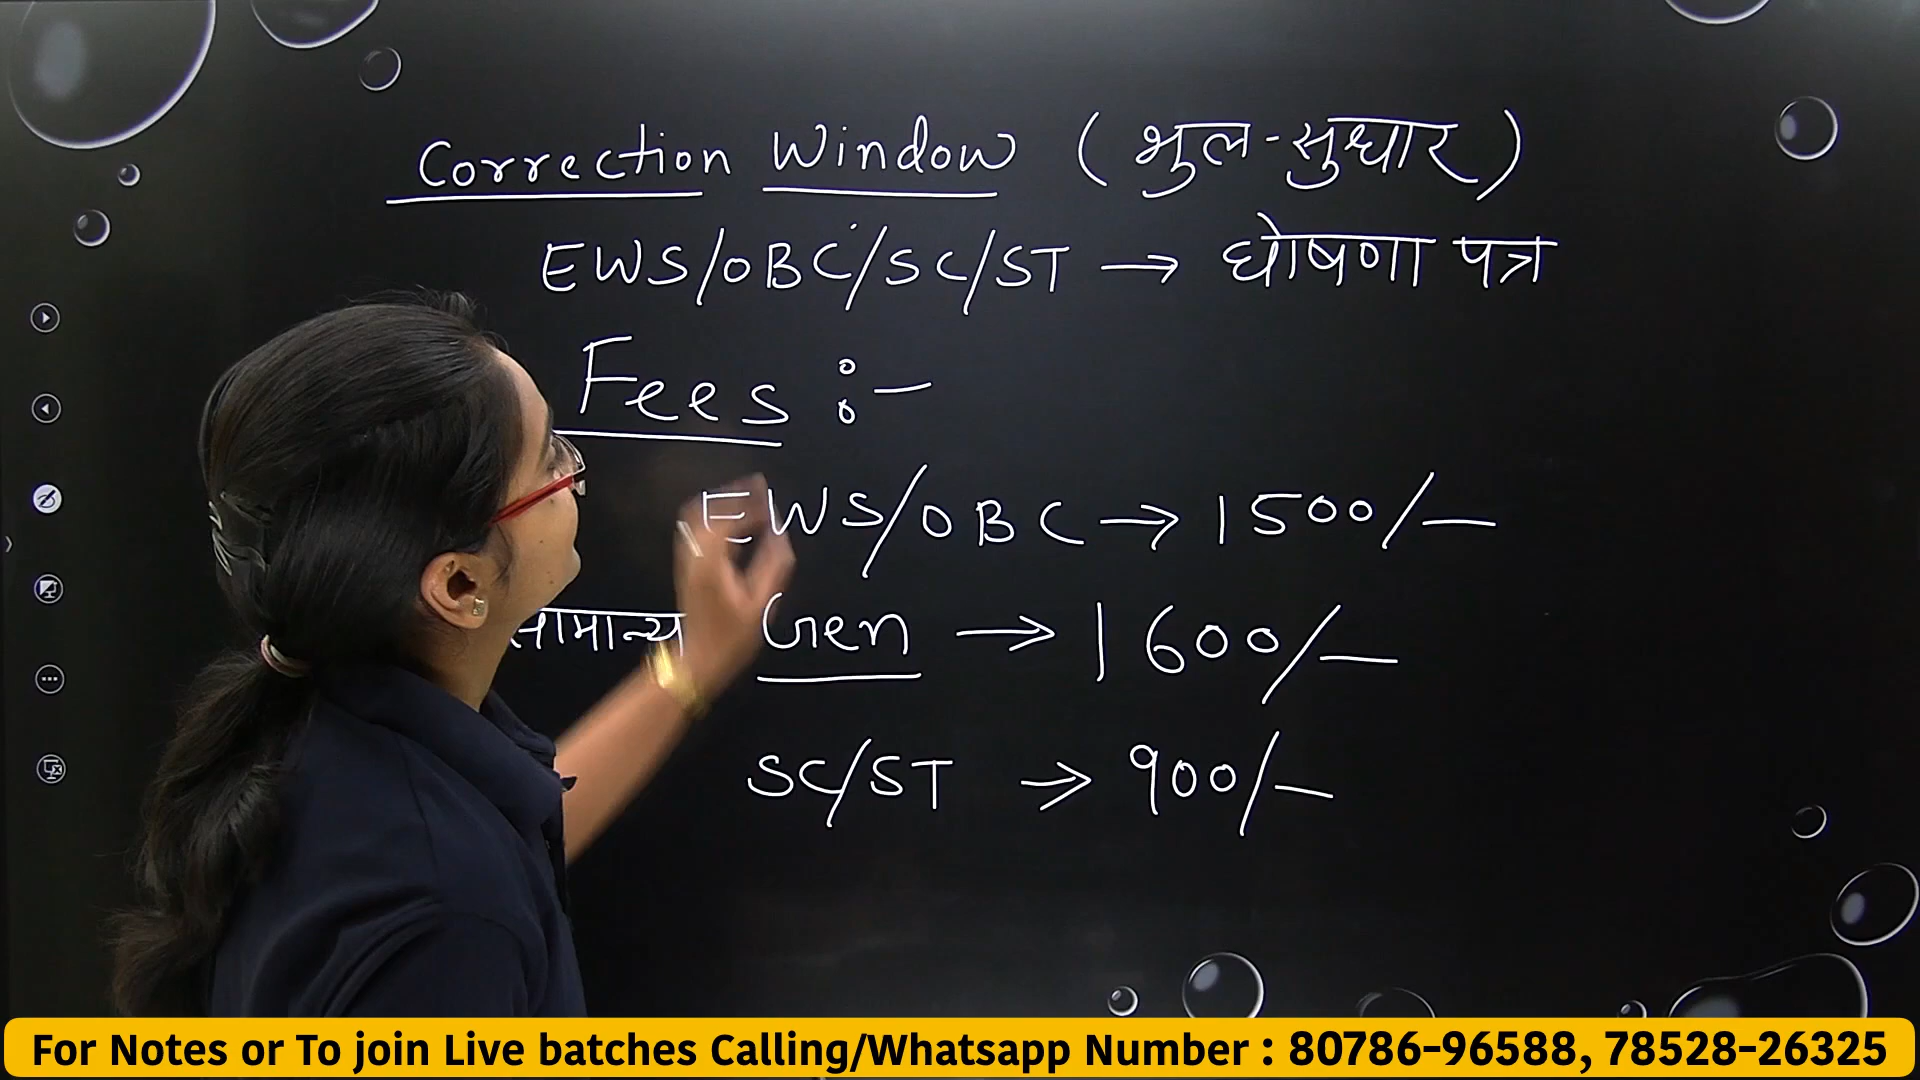 Correction Window (भुल-सुधार)
EWS/OBC/SC/ST → घोषणा पत्र
Fees :-
EWS/OBC → 1500/-
सामान्य Gen → 1600/-
SC/ST → 900/-
For Notes or To join Live batches Calling/Whatsapp Number : 80786-96588, 78528-26325